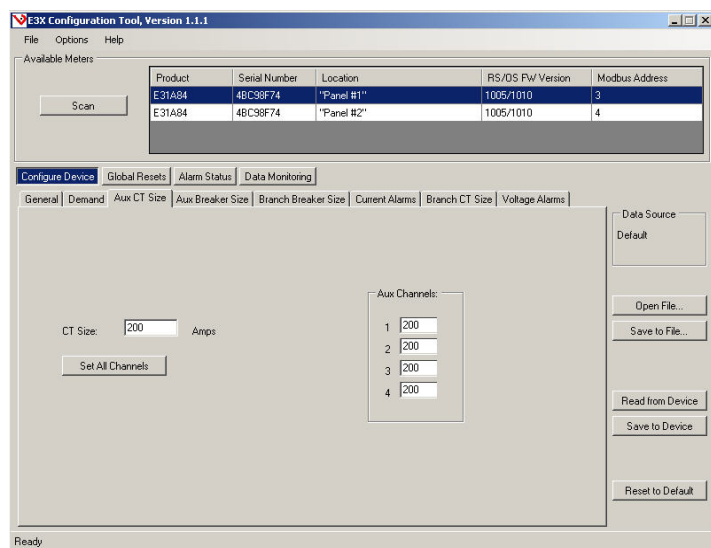 E3X Configuration Tool, Version 1.1.1
File Options Help
Available Meters
Scan
Product Serial Number Location RS/OS FW Version Modbus Address
E31A84 4BC98F74 "Panel #1" 1005/1010 3
E31A84 4BC98F74 "Panel #2" 1005/1010 4
Configure Device Global Resets Alarm Status Data Monitoring
General Demand Aux CT Size Aux Breaker Size Branch Breaker Size Current Alarms Branch CT Size Voltage Alarms
Data Source
Default
Aux Channels:
CT Size: 200 Amps
Set All Channels
1 200
2 200
3 200
4 200
Open File...
Save to File...
Read from Device
Save to Device
Reset to Default
Ready